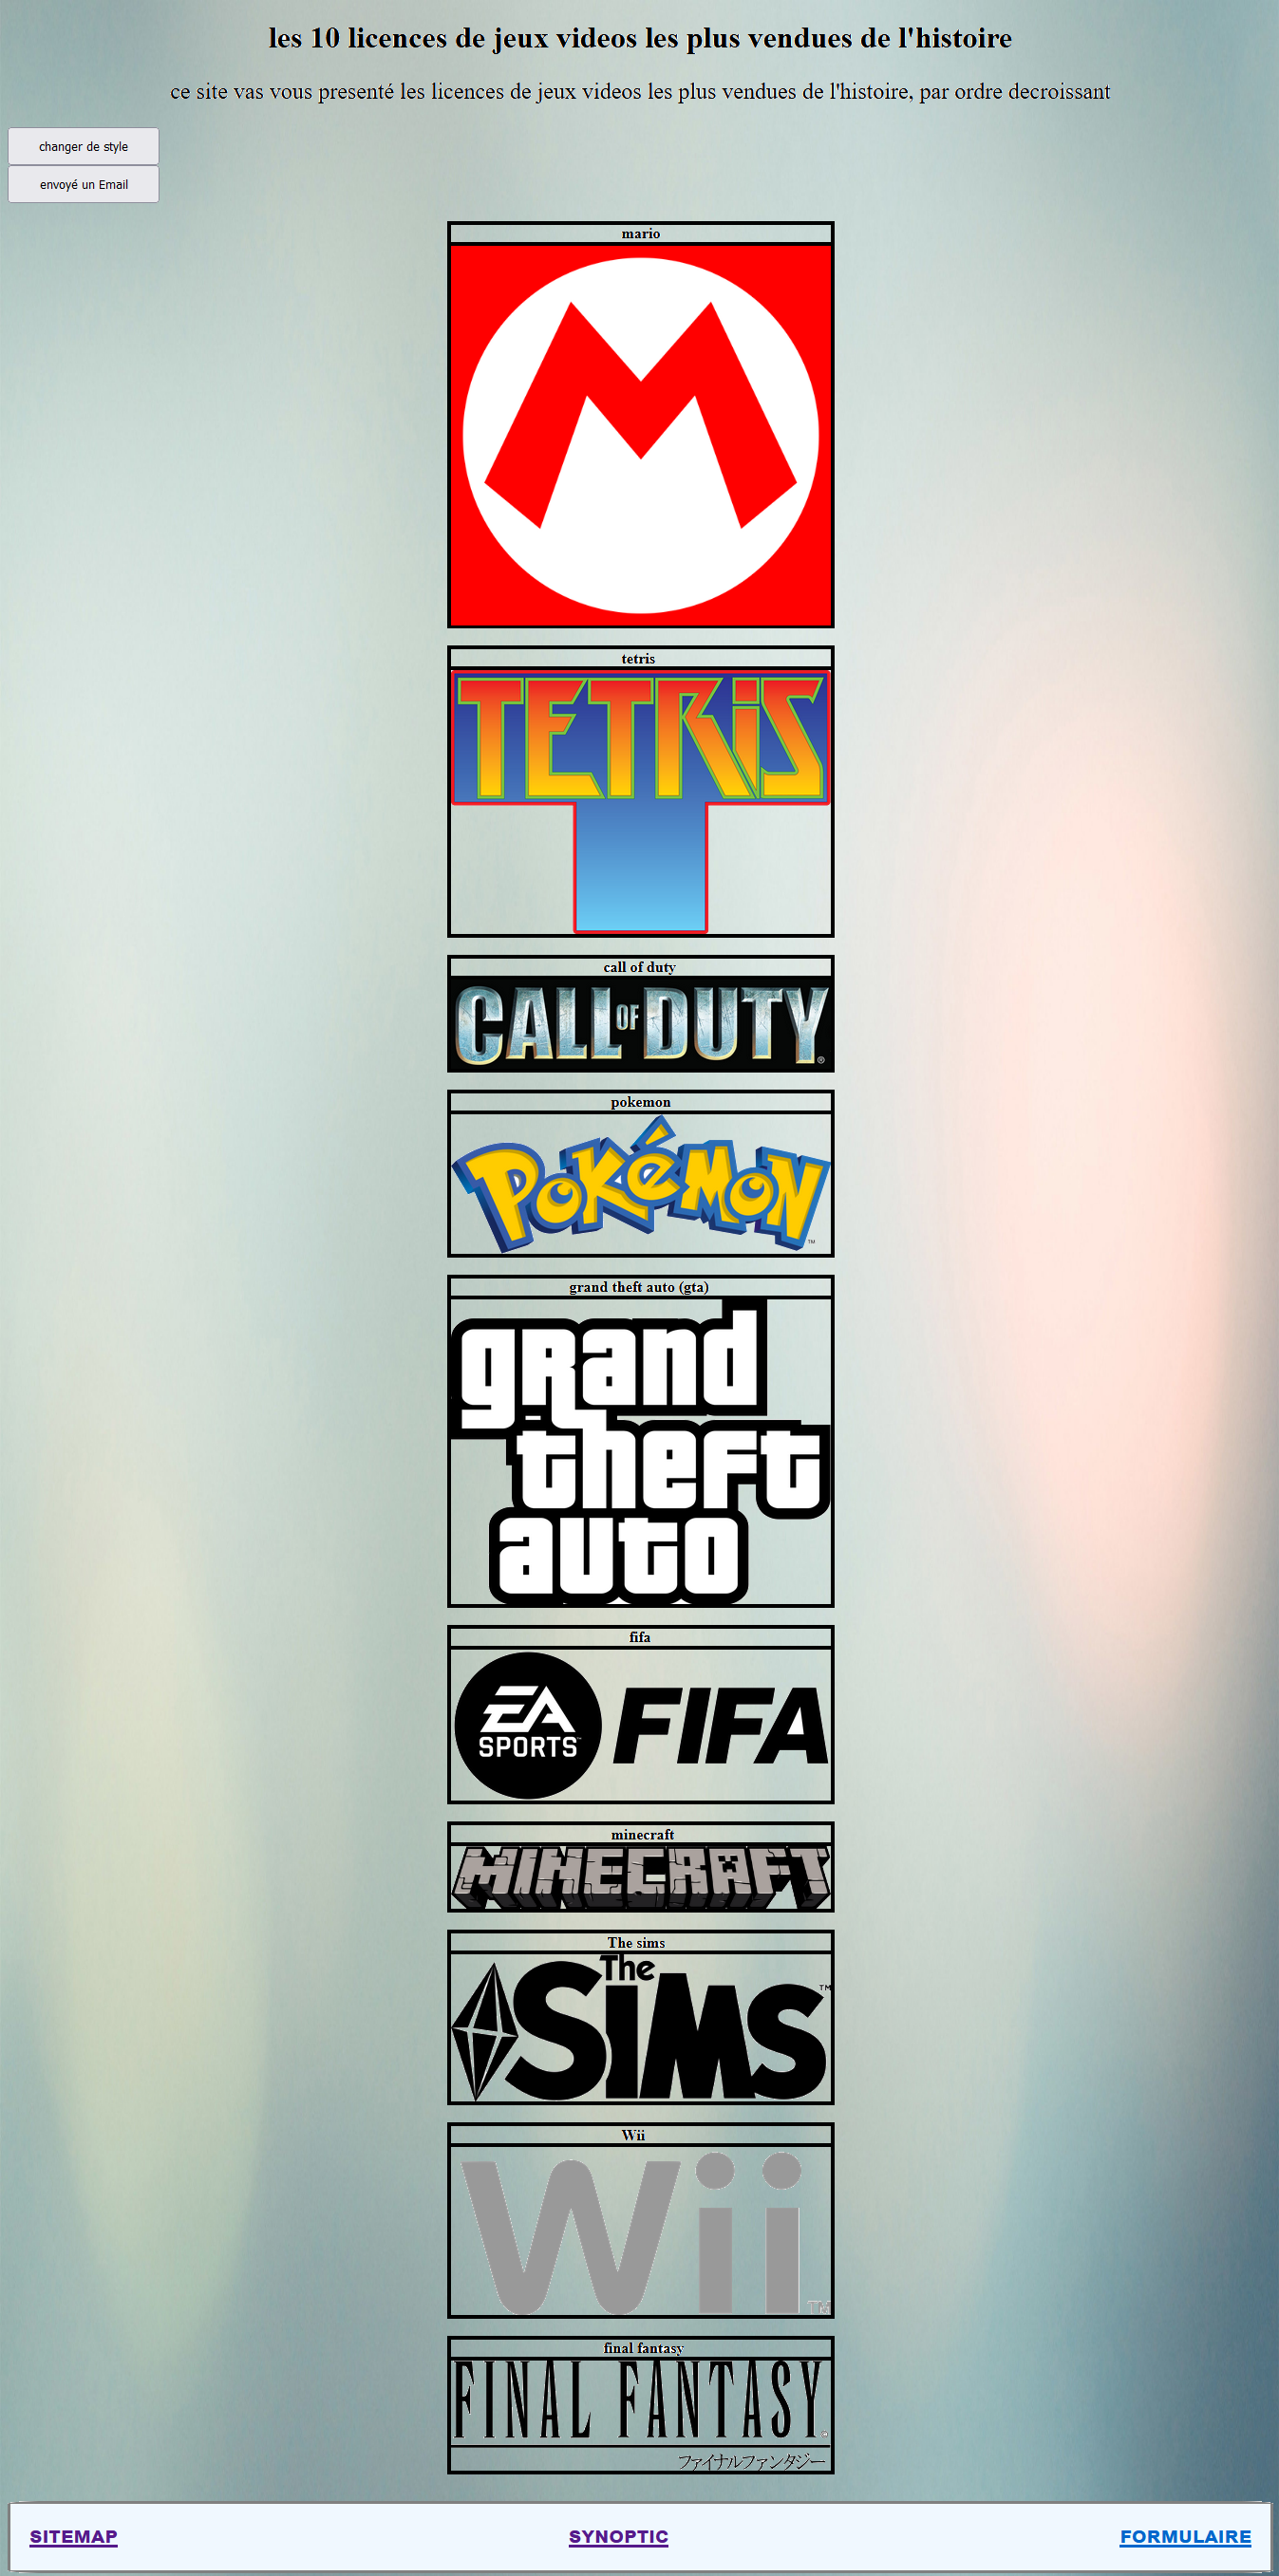 les 10 licences de jeux videos les plus vendues de l'histoire
ce site vas vous presenté les licences de jeux videos les plus vendues de l'histoire, par ordre decroissant
changer de style
envoyé un Email
mario
M
tetris
TETRiS
call of duty
CALL OF DUTY®
pokemon
POKéMON™
grand theft auto (gta)
grand
theft
auto
fifa
EA SPORTS™ FIFA
minecraft
MINECRAFT
The sims
The SiMS™
Wii
Wii™
final fantasy
FINAL FANTASY©
ファイナルファンタジー
SITEMAP SYNOPTIC FORMULAIRE